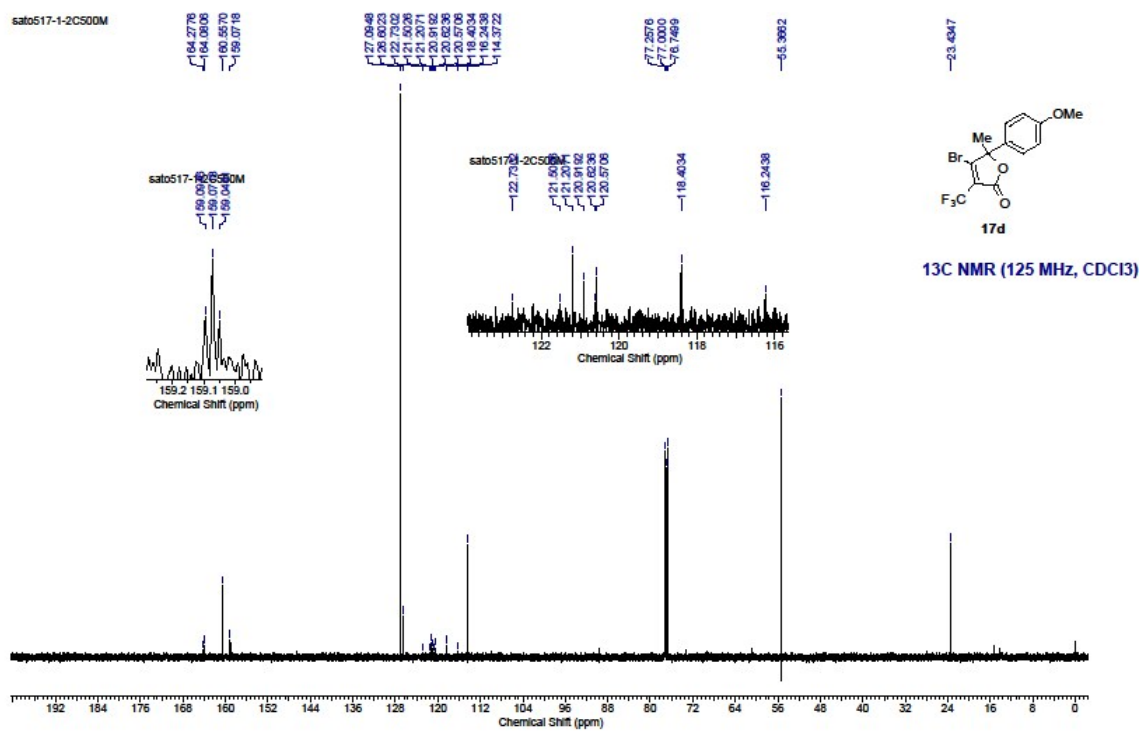 sato517-1-2C500M
164.2776
164.0806
160.5570
159.0718
127.0948
126.6023
122.7302
121.5026
121.2071
120.9192
120.6236
120.5706
118.4034
116.2438
114.3722
77.2576
77.0000
76.7499
55.3662
23.4347
OMe
Me
Br
O
F3C
O
17d
13C NMR (125 MHz, CDCl3)
159.0718
122.7302
121.2071
120.9192
120.6236
120.5706
118.4034
116.2438
122 120 118 116
Chemical Shift (ppm)
159.2 159.1 159.0
Chemical Shift (ppm)
192 184 176 168 160 152 144 136 128 120 112 104 96 88 80 72 64 56 48 40 32 24 16 8 0
Chemical Shift (ppm)